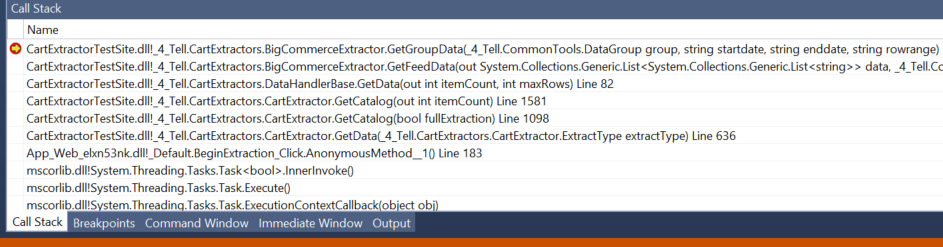 Call Stack
Name
CartExtractorTestSite.dll!_4_Tell.CartExtractors.BigCommerceExtractor.GetGroupData(_4_Tell.CommonTools.DataGroup group, string startdate, string enddate, string rowrange)
CartExtractorTestSite.dll!_4_Tell.CartExtractors.BigCommerceExtractor.GetFeedData(out System.Collections.Generic.List<System.Collections.Generic.List<string>> data, _4_Tell.Co
CartExtractorTestSite.dll!_4_Tell.CartExtractors.DataHandlerBase.GetData(out int itemCount, int maxRows) Line 82
CartExtractorTestSite.dll!_4_Tell.CartExtractors.CartExtractor.GetCatalog(out int itemCount) Line 1581
CartExtractorTestSite.dll!_4_Tell.CartExtractors.CartExtractor.GetCatalog(bool fullExtraction) Line 1098
CartExtractorTestSite.dll!_4_Tell.CartExtractors.CartExtractor.GetData(_4_Tell.CartExtractors.CartExtractor.ExtractType extractType) Line 636
App_Web_elxn53nk.dll!_Default.BeginExtraction_Click.AnonymousMethod__1() Line 183
mscorlib.dll!System.Threading.Tasks.Task<bool>.InnerInvoke()
mscorlib.dll!System.Threading.Tasks.Task.Execute()
mscorlib.dll!System.Threading.Tasks.Task.ExecutionContextCallback(object obj)
Call Stack Breakpoints Command Window Immediate Window Output